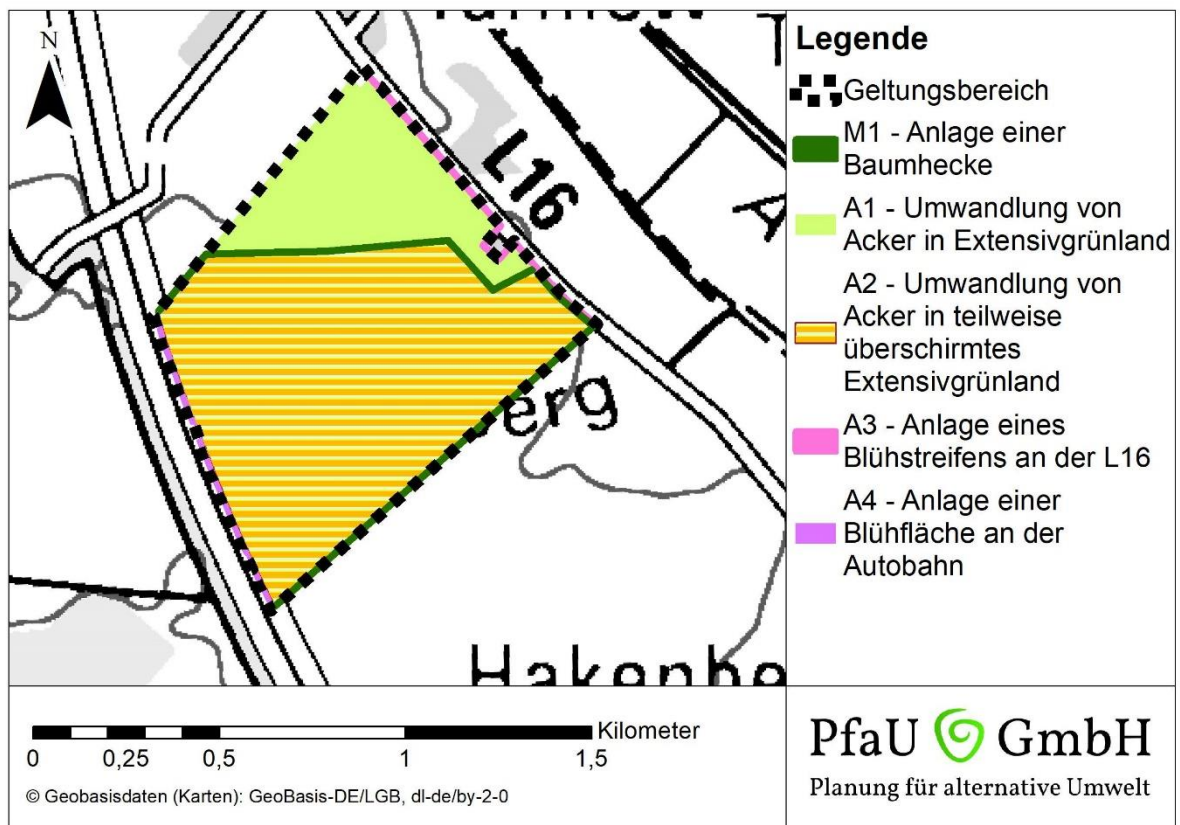 N
L16
erg
Hakenbe
Legende
Geltungsbereich
M1 - Anlage einer
Baumhecke
A1 - Umwandlung von
Acker in Extensivgrünland
A2 - Umwandlung von
Acker in teilweise
überschirmtes
Extensivgrünland
A3 - Anlage eines
Blühstreifens an der L16
A4 - Anlage einer
Blühfläche an der
Autobahn
Kilometer
0 0,25 0,5 1 1,5
© Geobasisdaten (Karten): GeoBasis-DE/LGB, dl-de/by-2-0
PfaU GmbH
Planung für alternative Umwelt